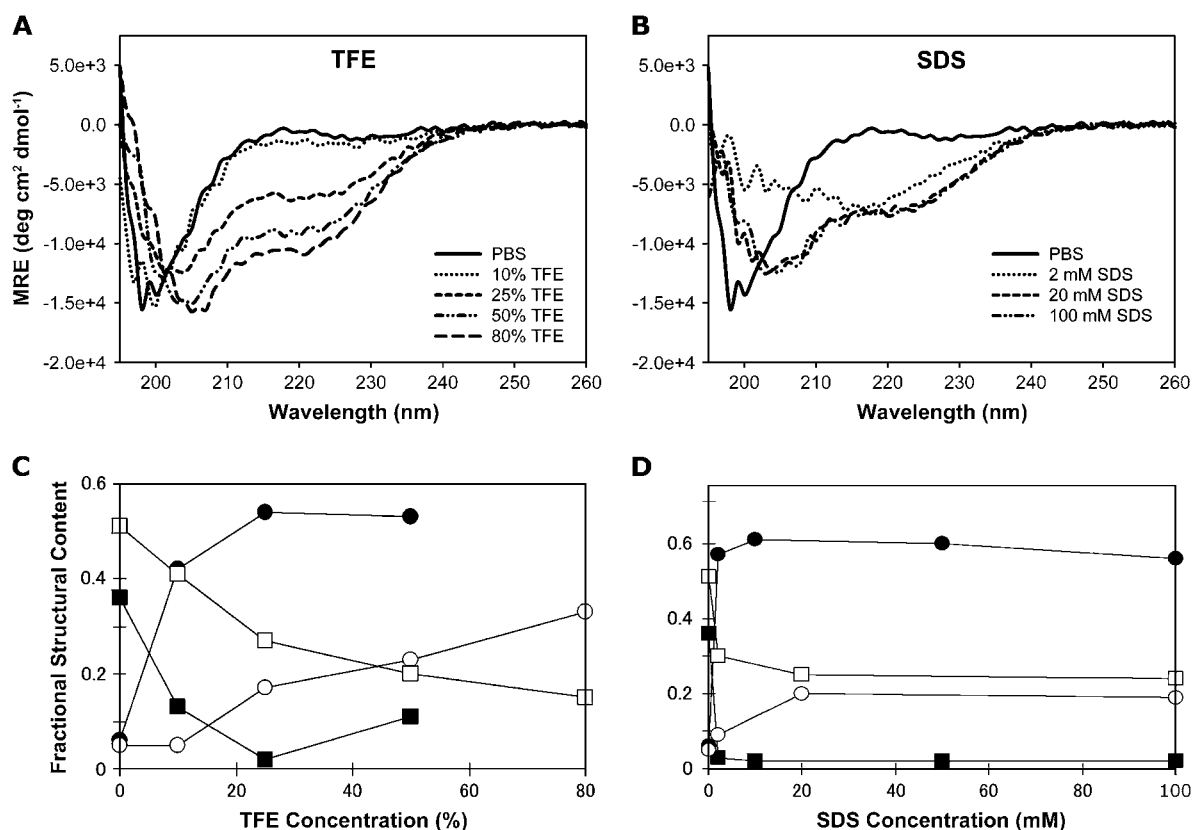 A
TFE
5.0e+3
0.0
-5.0e+3
-1.0e+4
-1.5e+4
-2.0e+4
MRE (deg cm² dmol⁻¹)
PBS
10% TFE
25% TFE
50% TFE
80% TFE
200 210 220 230 240 250 260
Wavelength (nm)
B
SDS
5.0e+3
0.0
-5.0e+3
-1.0e+4
-1.5e+4
-2.0e+4
PBS
2 mM SDS
20 mM SDS
100 mM SDS
200 210 220 230 240 250 260
Wavelength (nm)
C
0.6
0.4
0.2
0
Fractional Structural Content
0 20 40 60 80
TFE Concentration (%)
D
0.6
0.4
0.2
0
0 20 40 60 80 100
SDS Concentration (mM)